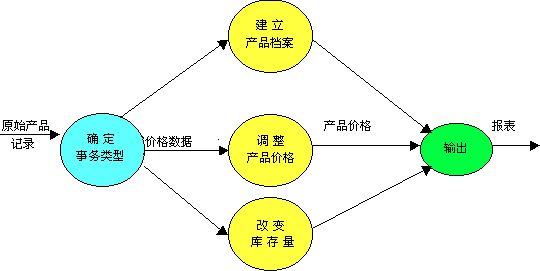 建 立
产品档案
原始产品
记录
确 定
事务类型
价格数据
调 整
产品价格
产品价格
输出
报表
改 变
库 存 量